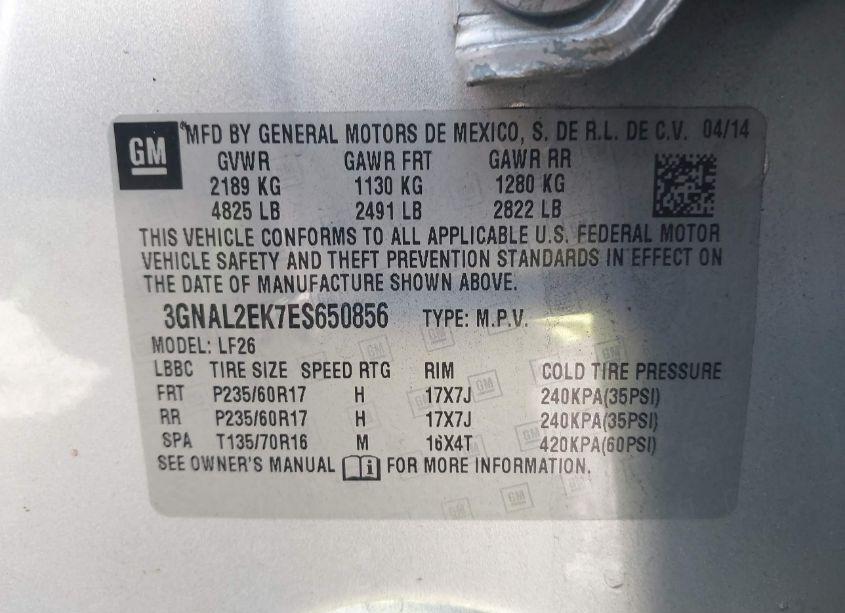 GM
MFD BY GENERAL MOTORS DE MEXICO, S. DE R.L. DE C.V. 04/14
GVWR GAWR FRT GAWR RR
2189 KG 1130 KG 1280 KG
4825 LB 2491 LB 2822 LB
THIS VEHICLE CONFORMS TO ALL APPLICABLE U.S. FEDERAL MOTOR
VEHICLE SAFETY AND THEFT PREVENTION STANDARDS IN EFFECT ON
THE DATE OF MANUFACTURE SHOWN ABOVE.
3GNAL2EK7ES650856 TYPE: M.P.V.
MODEL: LF26
LBBC TIRE SIZE SPEED RTG RIM COLD TIRE PRESSURE
FRT P235/60R17 H 17X7J 240KPA(35PSI)
RR P235/60R17 H 17X7J 240KPA(35PSI)
SPA T135/70R16 M 16X4T 420KPA(60PSI)
SEE OWNER'S MANUAL FOR MORE INFORMATION.